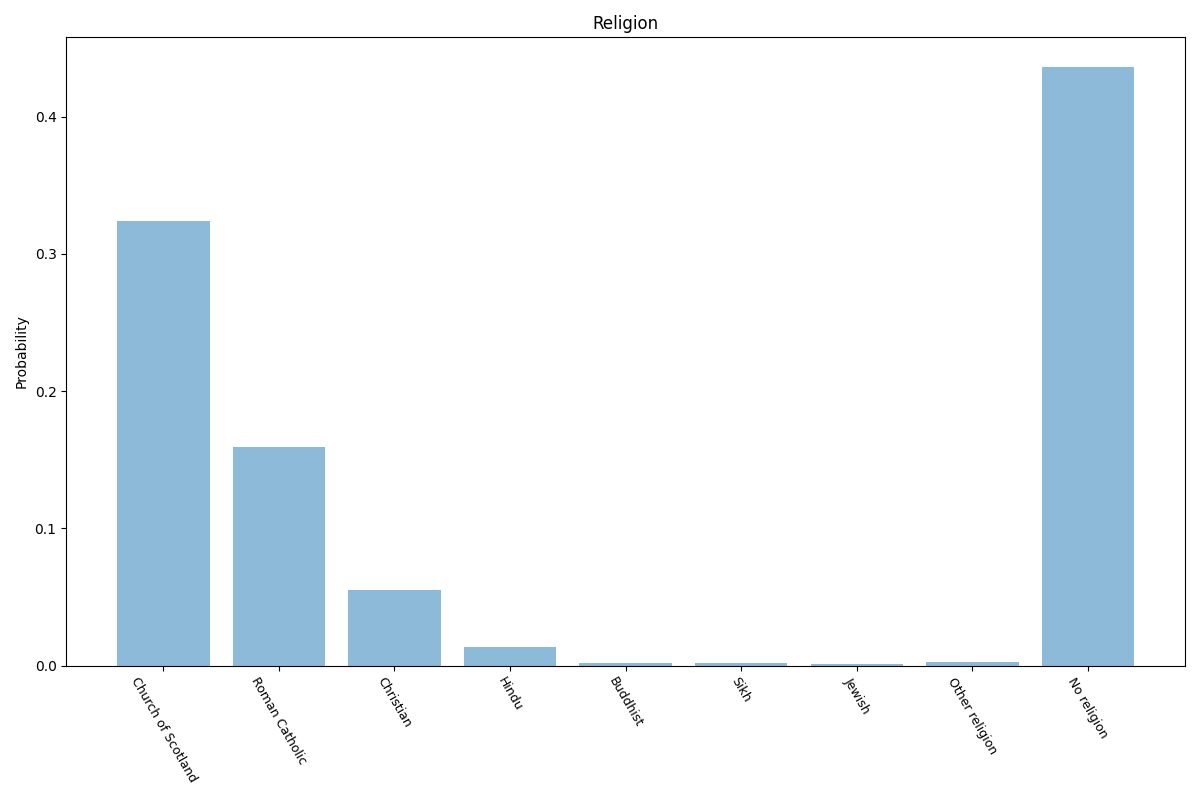 Religion
Probability
0.4
0.3
0.2
0.1
0.0
Church of Scotland
Roman Catholic
Christian
Hindu
Buddhist
Sikh
Jewish
Other religion
No religion